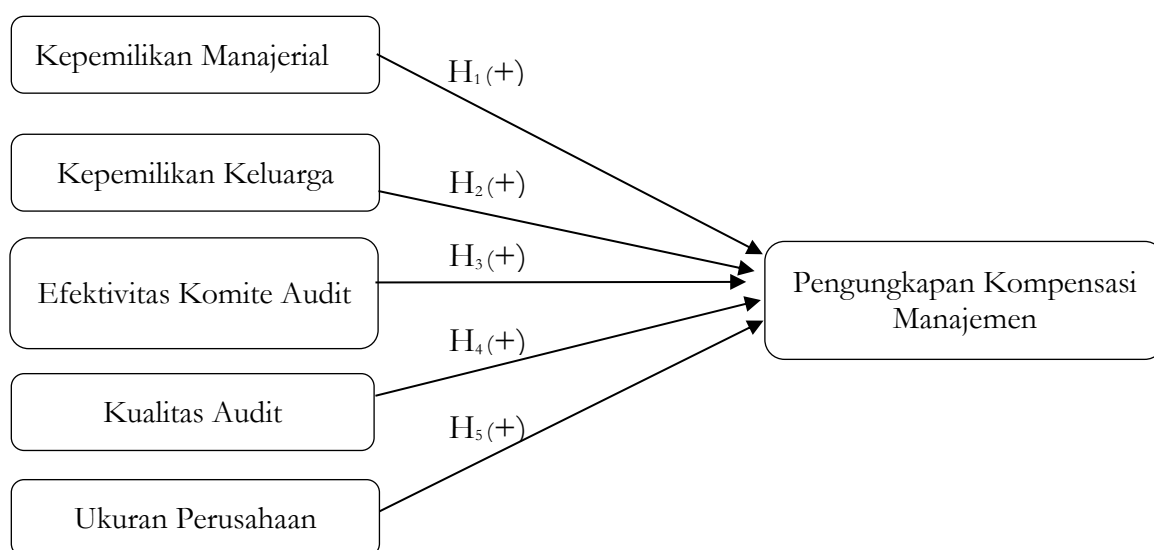 Kepemilikan Manajerial
H₁ (+)
Kepemilikan Keluarga
H₂ (+)
H₃ (+)
Efektivitas Komite Audit
Pengungkapan Kompensasi
Manajemen
H₄ (+)
Kualitas Audit
H₅ (+)
Ukuran Perusahaan